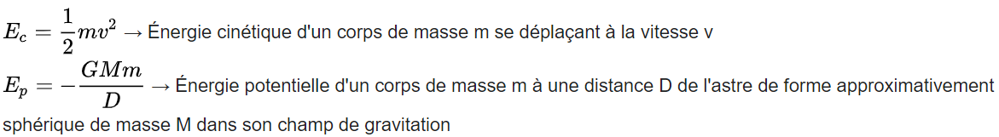 E_c = \frac{1}{2}mv^2 → Énergie cinétique d'un corps de masse m se déplaçant à la vitesse v
E_p = -\frac{GMm}{D} → Énergie potentielle d'un corps de masse m à une distance D de l'astre de forme approximativement
sphérique de masse M dans son champ de gravitation